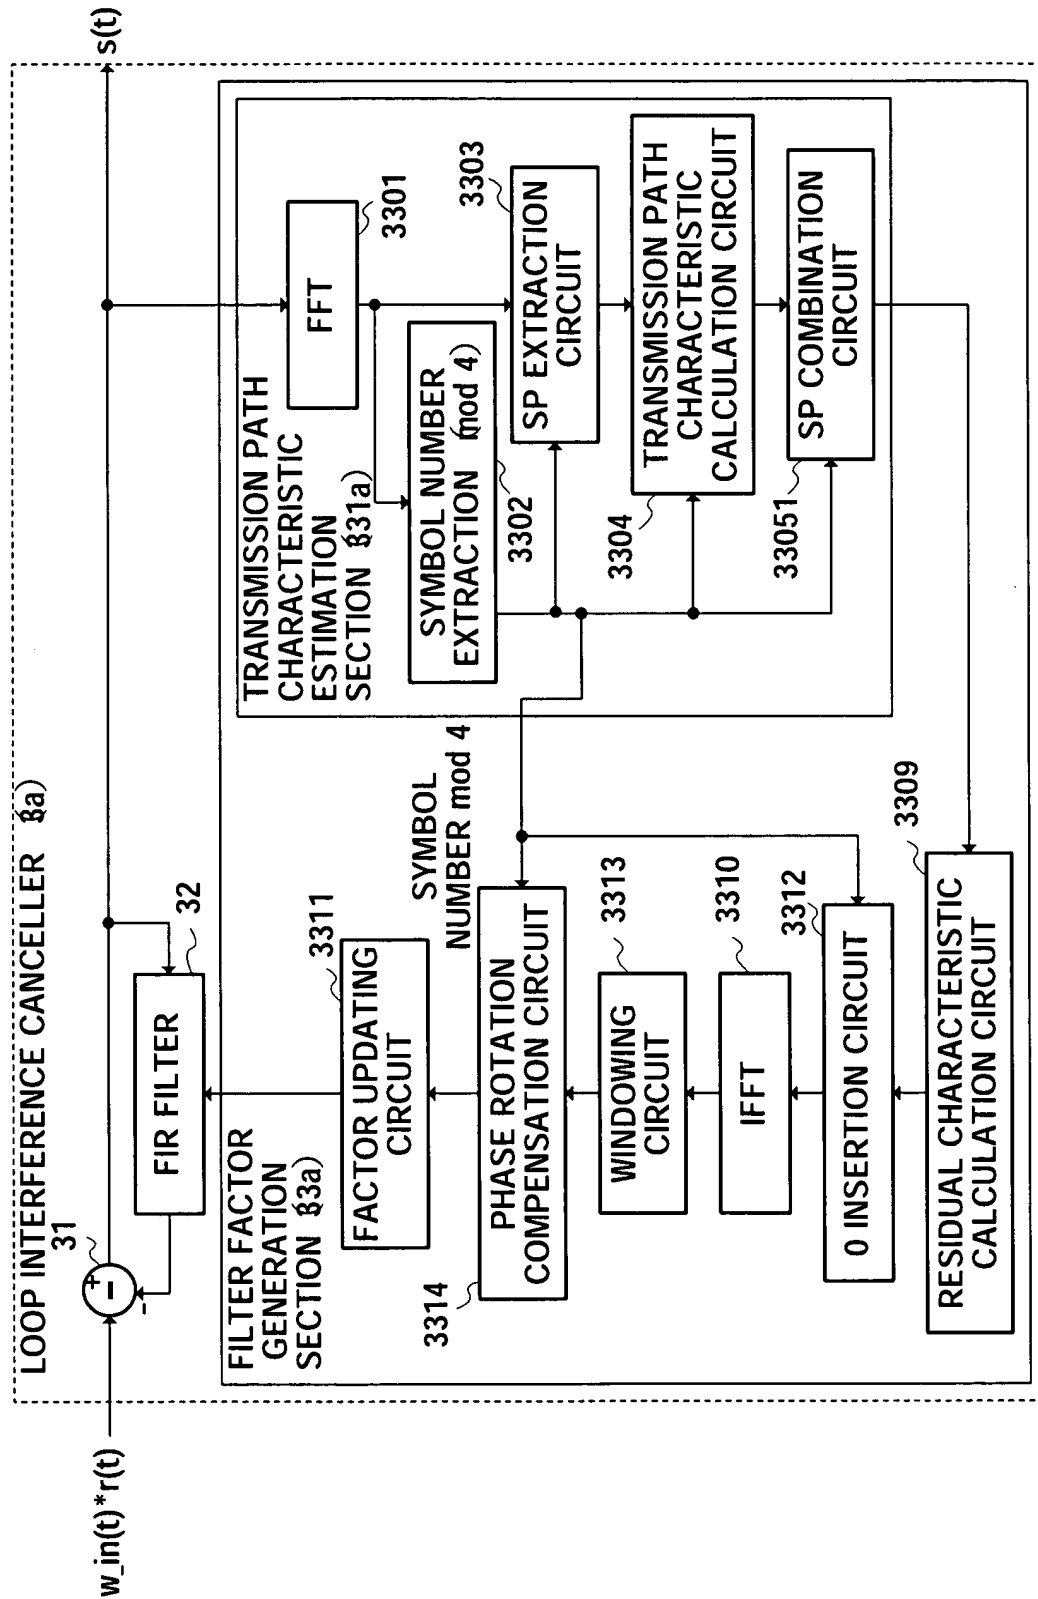 LOOP INTERFERENCE CANCELLER (3a)
w_in(t)*r(t)
s(t)
31
+
−
-
FIR FILTER
32
FILTER FACTOR
GENERATION
SECTION (33a)
TRANSMISSION PATH
CHARACTERISTIC
ESTIMATION
SECTION (331a)
FFT
3301
SYMBOL NUMBER
EXTRACTION (mod 4)
3302
SP EXTRACTION
CIRCUIT
3303
TRANSMISSION PATH
CHARACTERISTIC
CALCULATION CIRCUIT
3304
SP COMBINATION
CIRCUIT
33051
SYMBOL
NUMBER mod 4
FACTOR UPDATING
CIRCUIT
3311
PHASE ROTATION
COMPENSATION CIRCUIT
3314
WINDOWING
CIRCUIT
3313
IFFT
3310
0 INSERTION CIRCUIT
3312
RESIDUAL CHARACTERISTIC
CALCULATION CIRCUIT
3309